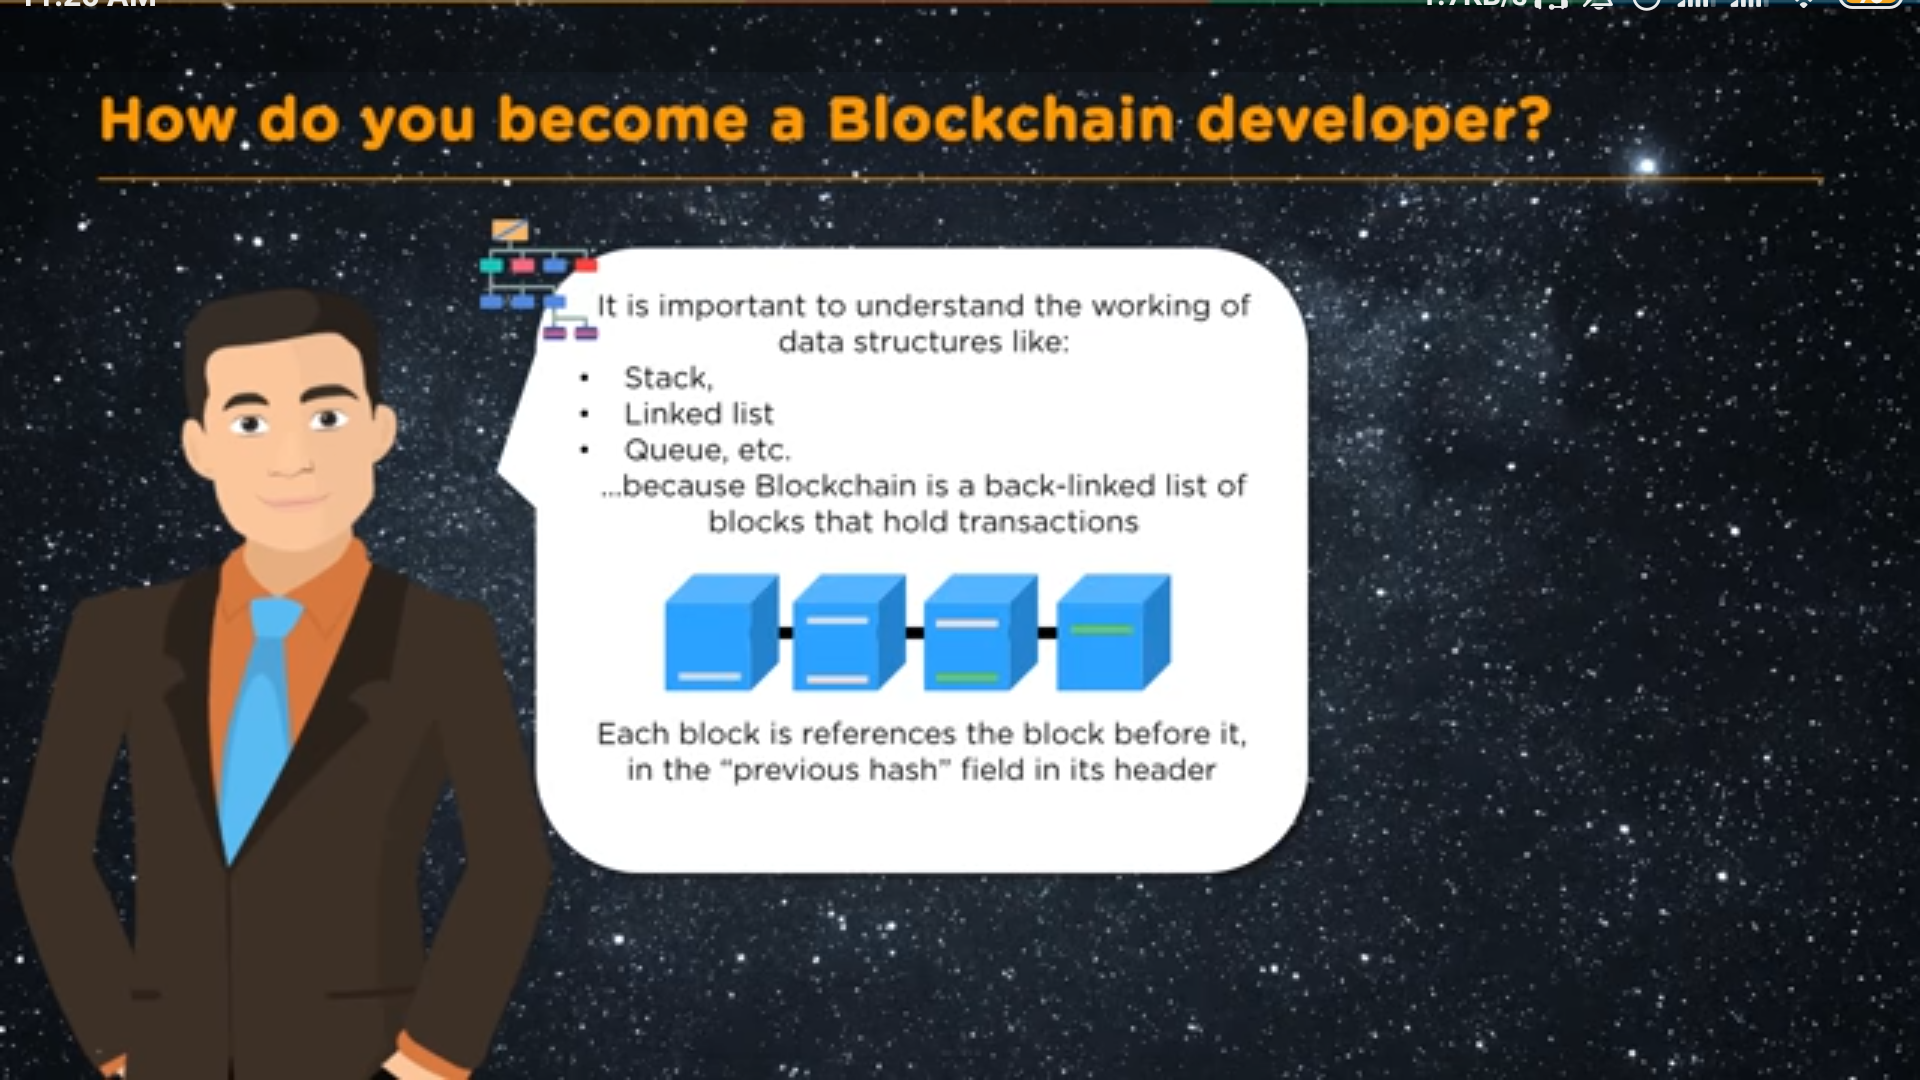 How do you become a Blockchain developer?
It is important to understand the working of
data structures like:
• Stack,
• Linked list
• Queue, etc.
...because Blockchain is a back-linked list of
blocks that hold transactions
Each block is references the block before it,
in the “previous hash” field in its header